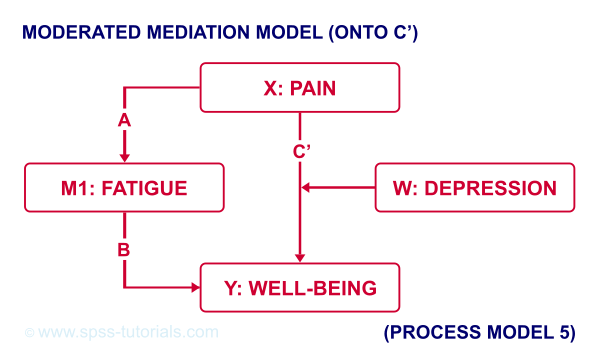 MODERATED MEDIATION MODEL (ONTO C’)
X: PAIN
A
C’
M1: FATIGUE
W: DEPRESSION
B
Y: WELL-BEING
© www.spss-tutorials.com
(PROCESS MODEL 5)